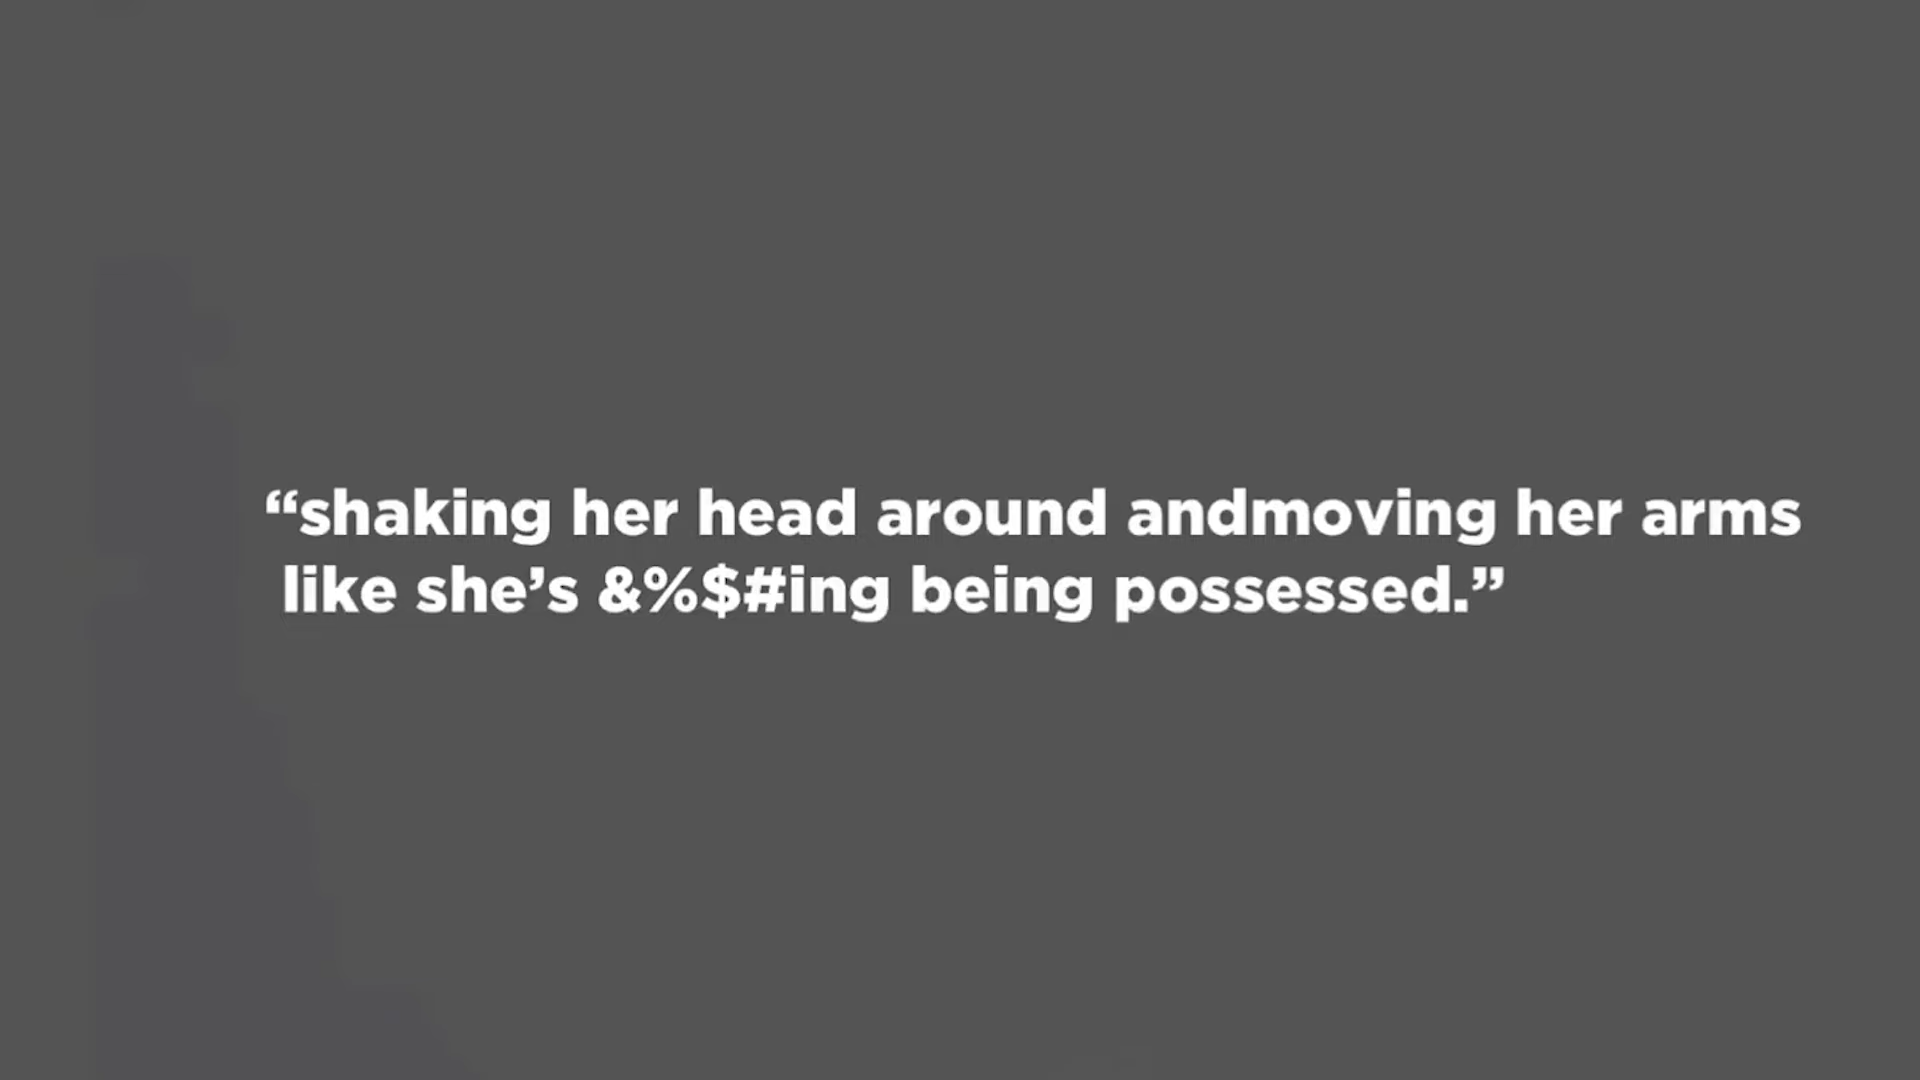 “shaking her head around andmoving her arms
like she’s &%$#ing being possessed.”